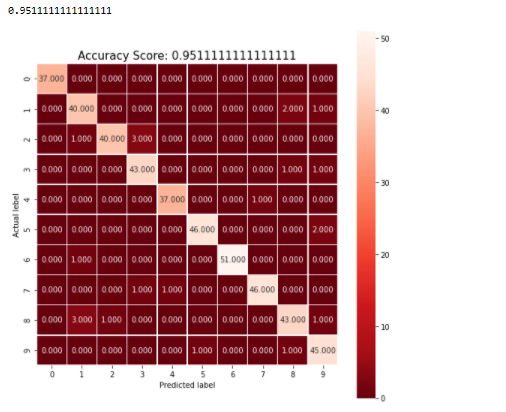 0.9511111111111111
Accuracy Score: 0.9511111111111111
0 37.000 0.000 0.000 0.000 0.000 0.000 0.000 0.000 0.000 0.000
1 0.000 40.000 0.000 0.000 0.000 0.000 0.000 0.000 2.000 1.000
2 0.000 1.000 40.000 3.000 0.000 0.000 0.000 0.000 0.000 0.000
3 0.000 0.000 0.000 43.000 0.000 0.000 0.000 0.000 1.000 1.000
4 0.000 0.000 0.000 0.000 37.000 0.000 0.000 1.000 0.000 0.000
5 0.000 0.000 0.000 0.000 0.000 46.000 0.000 0.000 0.000 2.000
6 0.000 1.000 0.000 0.000 0.000 0.000 51.000 0.000 0.000 0.000
7 0.000 0.000 0.000 1.000 1.000 0.000 0.000 46.000 0.000 0.000
8 0.000 3.000 1.000 0.000 0.000 0.000 0.000 0.000 43.000 1.000
9 0.000 0.000 0.000 0.000 0.000 1.000 0.000 0.000 1.000 45.000
0 1 2 3 4 5 6 7 8 9
Actual lebel
Predicted label
50
40
30
20
10
0